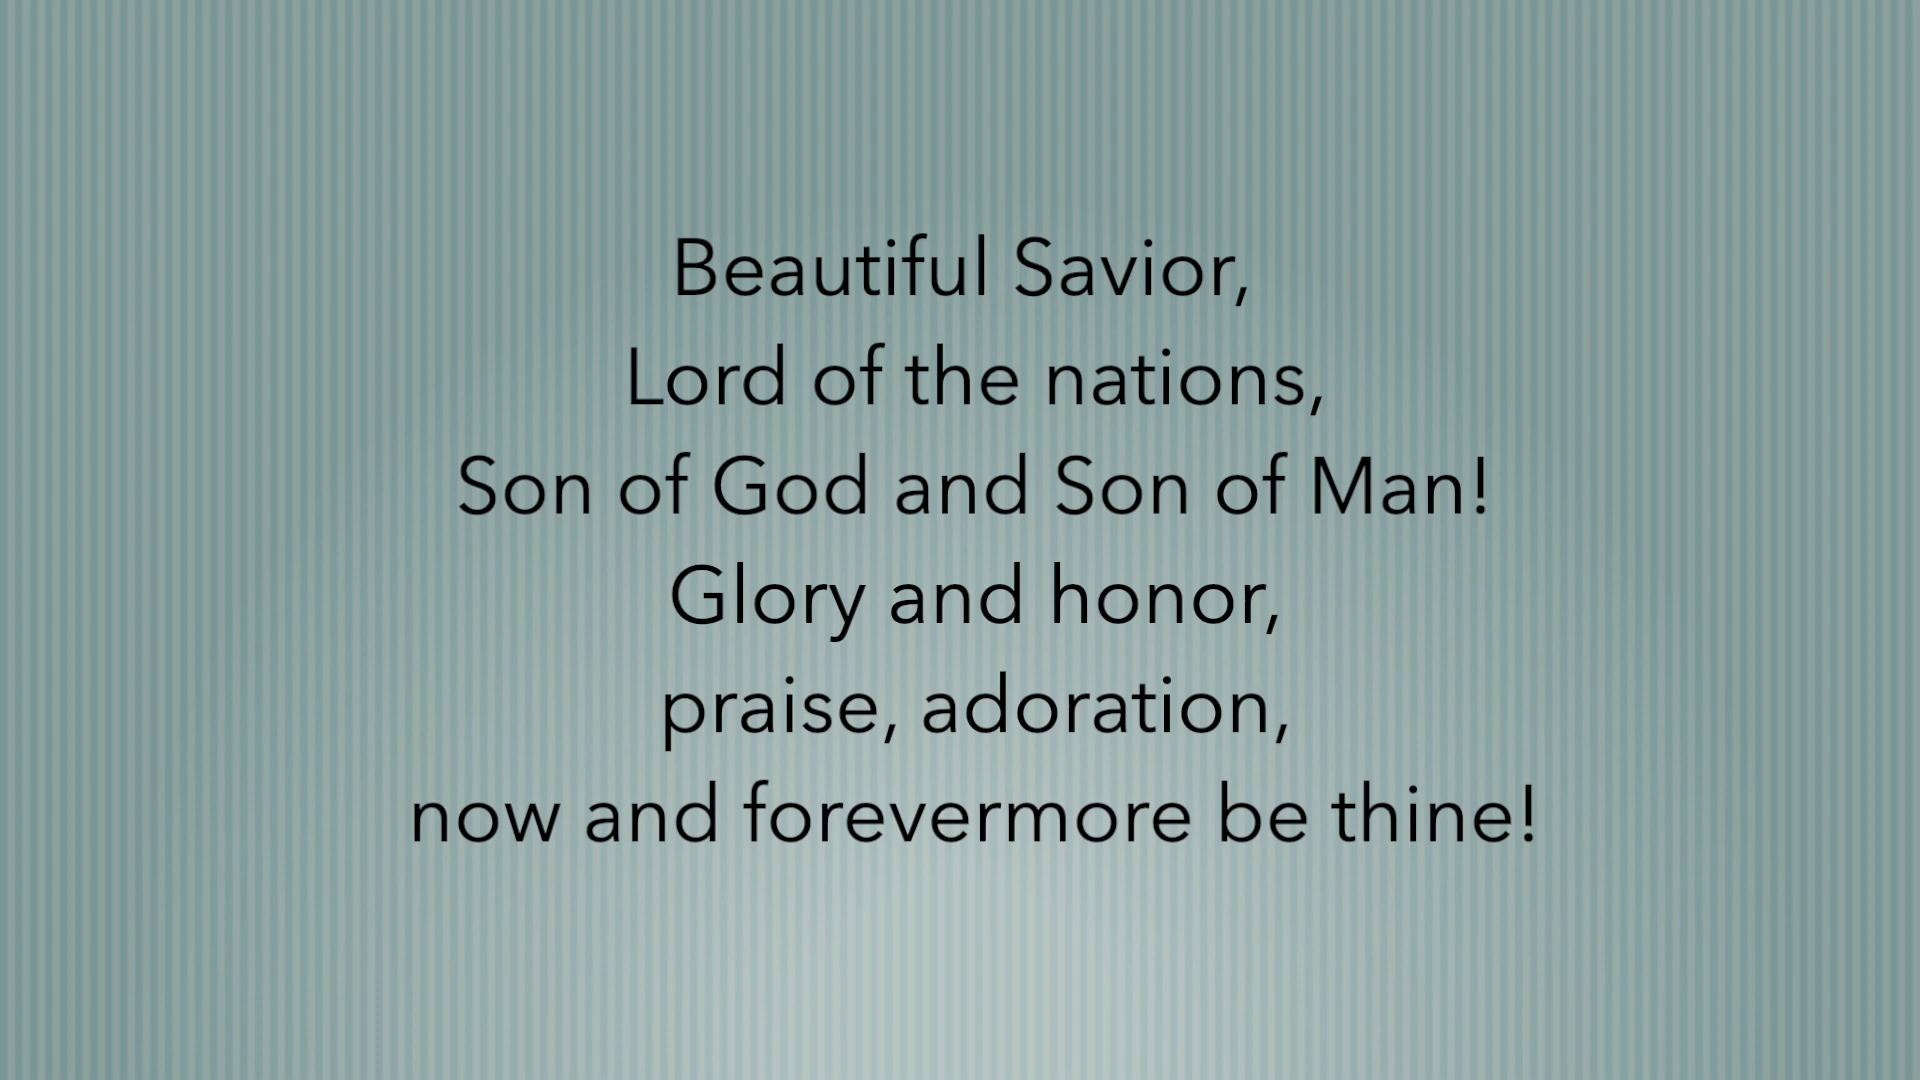 Beautiful Savior,
Lord of the nations,
Son of God and Son of Man!
Glory and honor,
praise, adoration,
now and forevermore be thine!